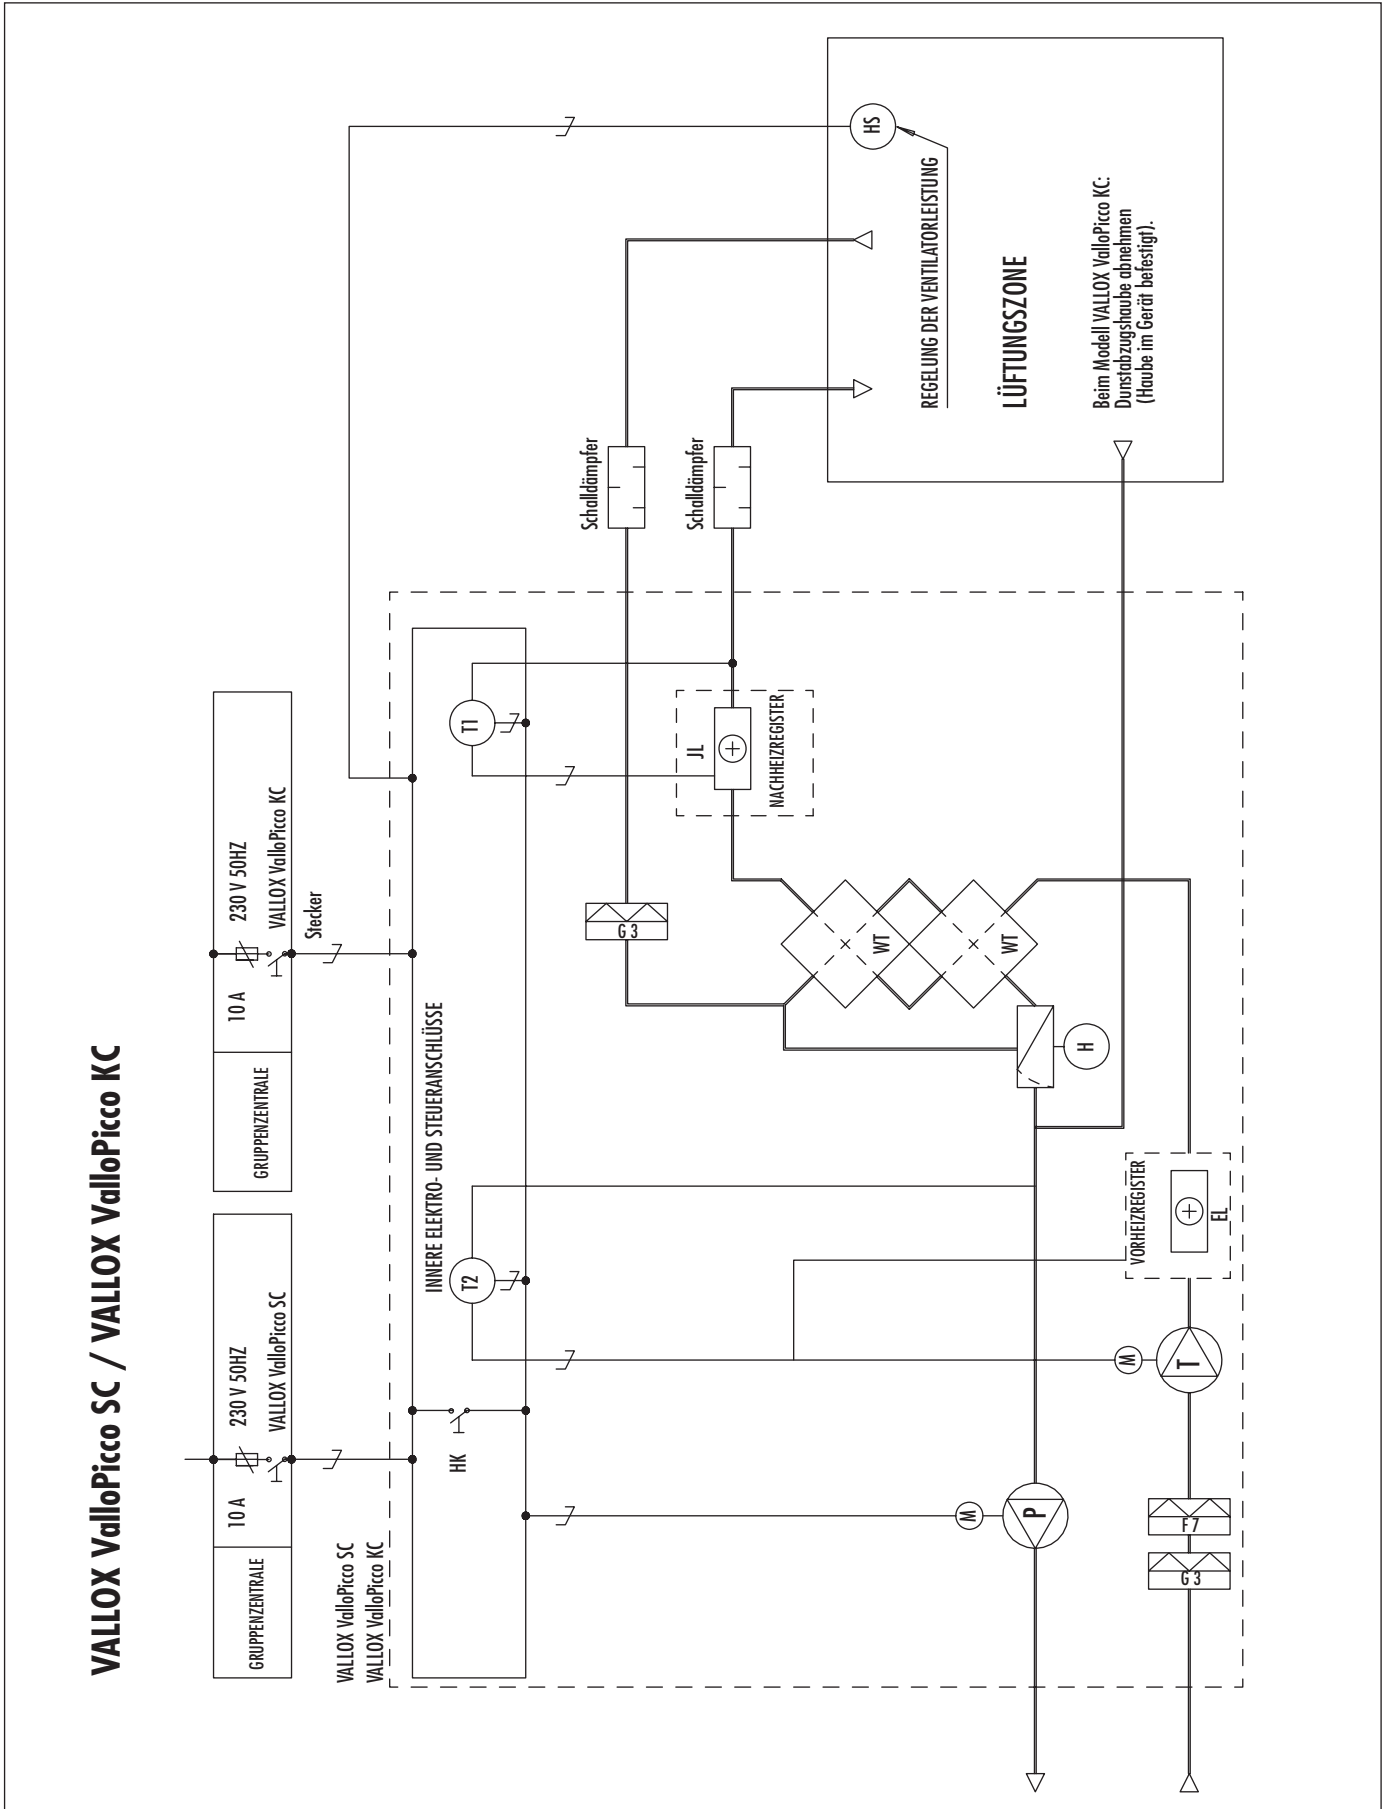 VALLOX ValloPicco SC / VALLOX ValloPicco KC
GRUPPENZENTRALE
10 A
230 V 50HZ
VALLOX ValloPicco SC
GRUPPENZENTRALE
10 A
230 V 50HZ
VALLOX ValloPicco KC
Stecker
VALLOX ValloPicco SC
VALLOX ValloPicco KC
INNERE ELEKTRO- UND STEUERANSCHLÜSSE
HK
T2
T1
Schalldämpfer
Schalldämpfer
G 3
JL
NACHHEIZREGISTER
WT
WT
H
HS
REGELUNG DER VENTILATORLEISTUNG
LÜFTUNGSZONE
Beim Modell VALLOX ValloPicco KC:
Dunstabzugshaube abnehmen
(Haube im Gerät befestigt).
M
P
M
T
VORHEIZREGISTER
EL
F 7
G 3